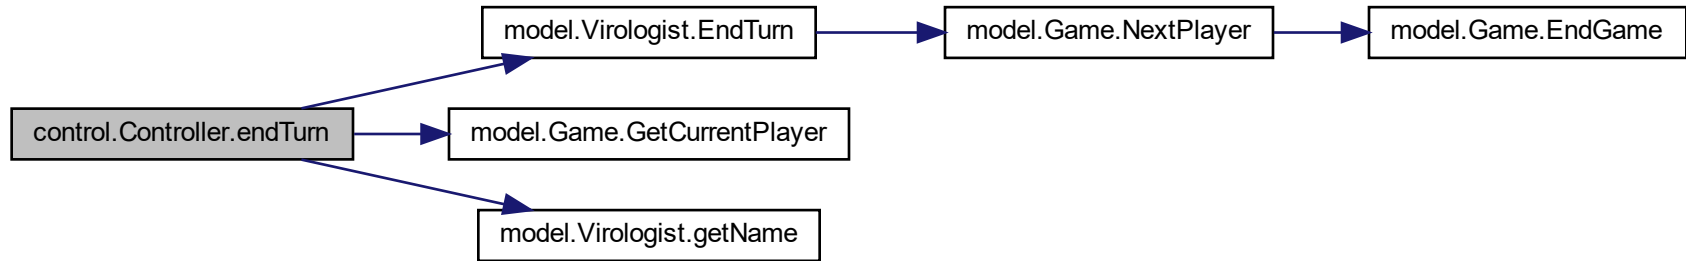 model.Virologist.EndTurn
model.Game.NextPlayer
model.Game.EndGame
control.Controller.endTurn
model.Game.GetCurrentPlayer
model.Virologist.getName